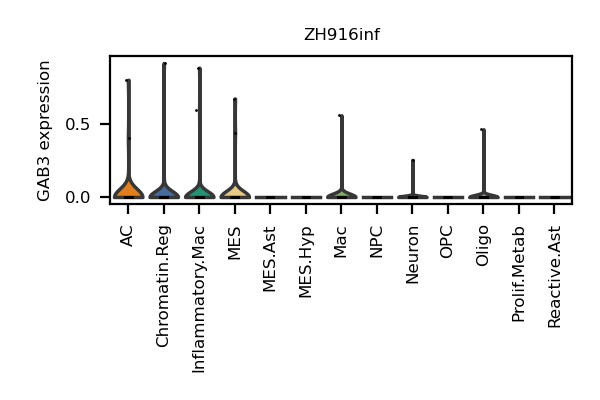 ZH916inf
GAB3 expression
0.5
0.0
AC
Chromatin.Reg
Inflammatory.Mac
MES
MES.Ast
MES.Hyp
Mac
NPC
Neuron
OPC
Oligo
Prolif.Metab
Reactive.Ast